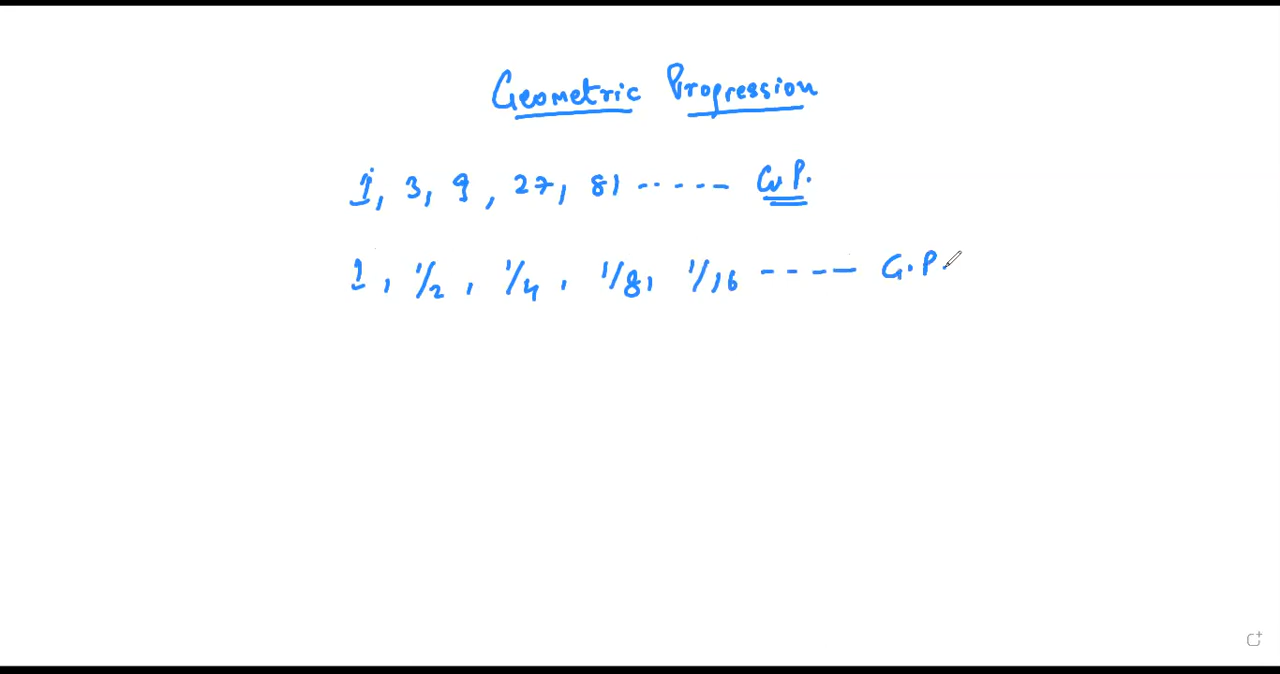 Geometric Progression
1, 3, 9, 27, 81 ----- G.P.
1, 1/2, 1/4, 1/8, 1/16 ---- G.P.